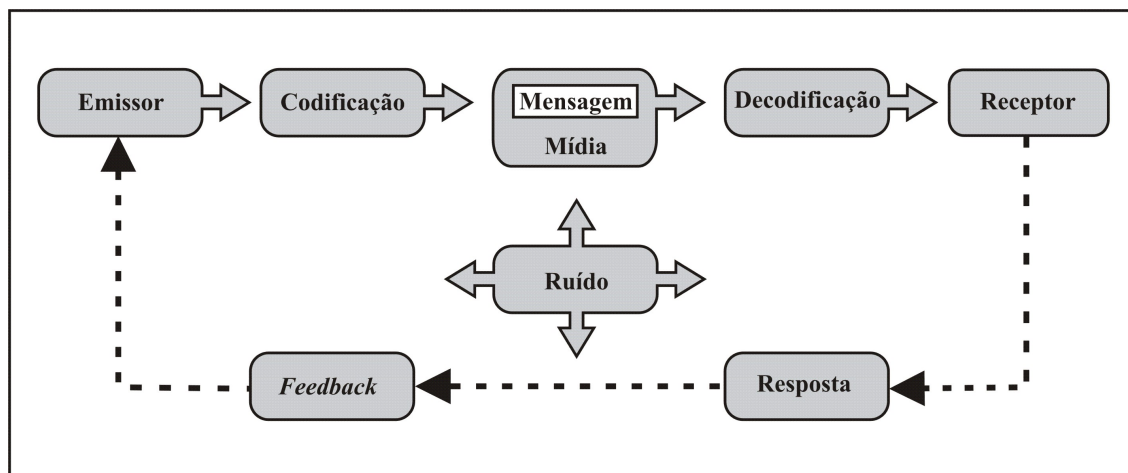 Emissor
Codificação
Mensagem
Mídia
Decodificação
Receptor
Ruído
Feedback
Resposta